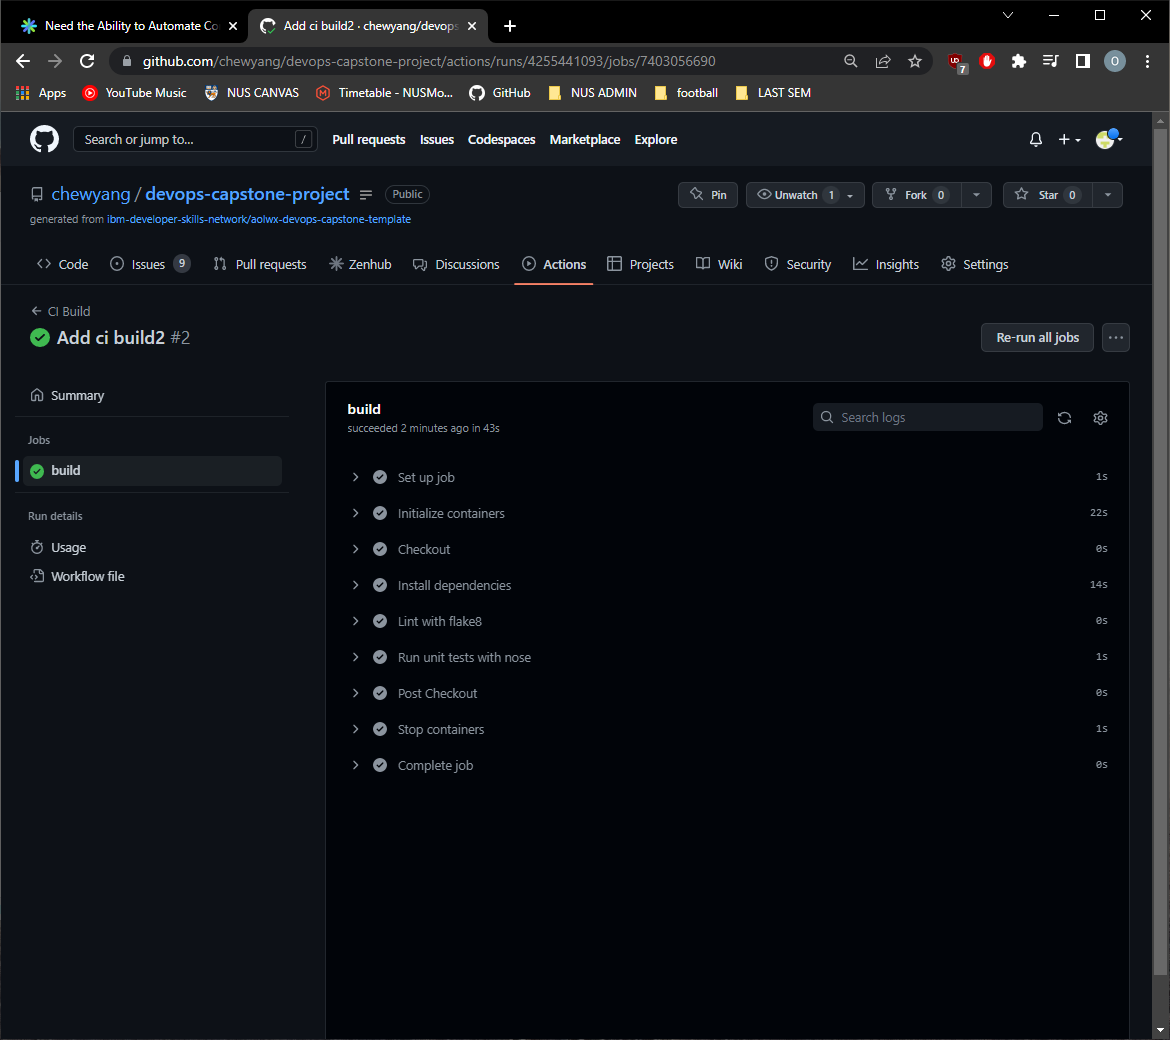 Need the Ability to Automate Co
Add ci build2 · chewyang/devops-
github.com/chewyang/devops-capstone-project/actions/runs/4255441093/jobs/7403056690
UD 7 O
Apps YouTube Music NUS CANVAS Timetable - NUSMo... GitHub NUS ADMIN football LAST SEM
Search or jump to... / Pull requests Issues Codespaces Marketplace Explore
chewyang / devops-capstone-project Public Pin Unwatch 1 Fork 0 Star 0
generated from ibm-developer-skills-network/aolwx-devops-capstone-template
Code Issues 9 Pull requests Zenhub Discussions Actions Projects Wiki Security Insights Settings
CI Build
Add ci build2 #2
Re-run all jobs
Summary
Jobs
build
Run details
Usage
Workflow file
build
succeeded 2 minutes ago in 43s
Search logs
Set up job 1s
Initialize containers 22s
Checkout 0s
Install dependencies 14s
Lint with flake8 0s
Run unit tests with nose 1s
Post Checkout 0s
Stop containers 1s
Complete job 0s